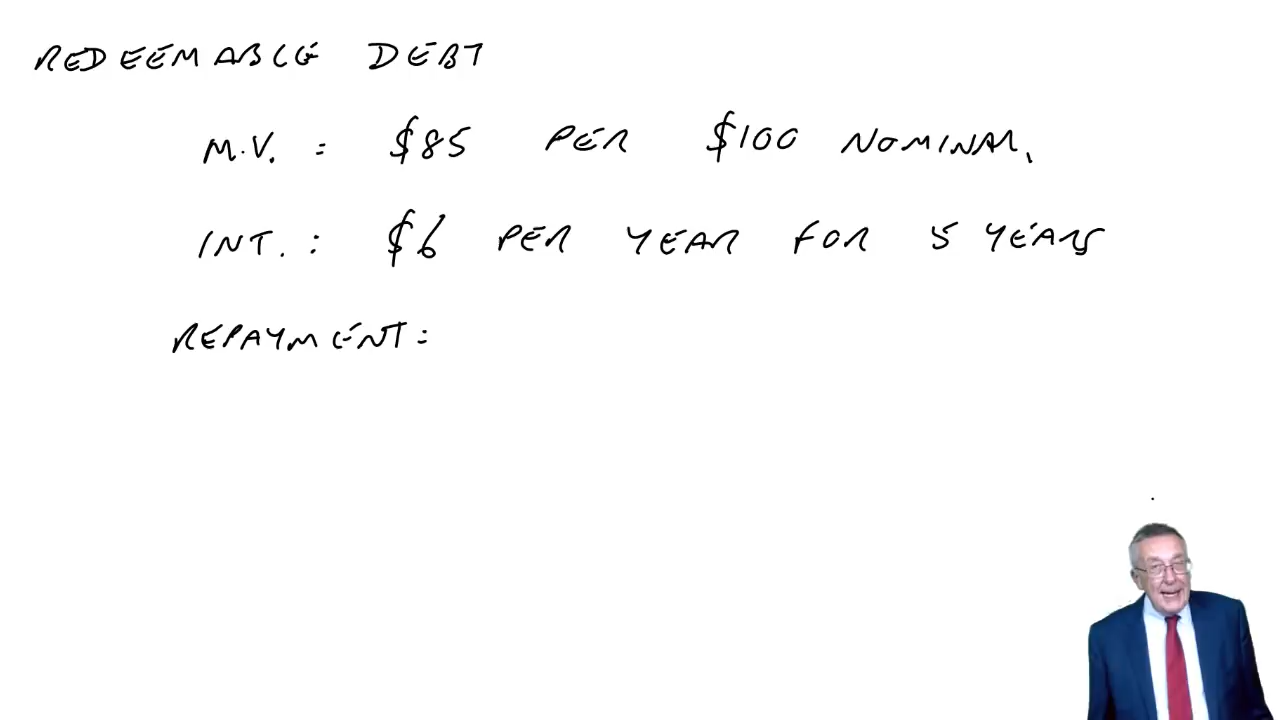 REDEEMABLE DEBT
M.V. : $85 PER $100 NOMINAL.
INT. : $6 PER YEAR FOR 5 YEARS
REPAYMENT: